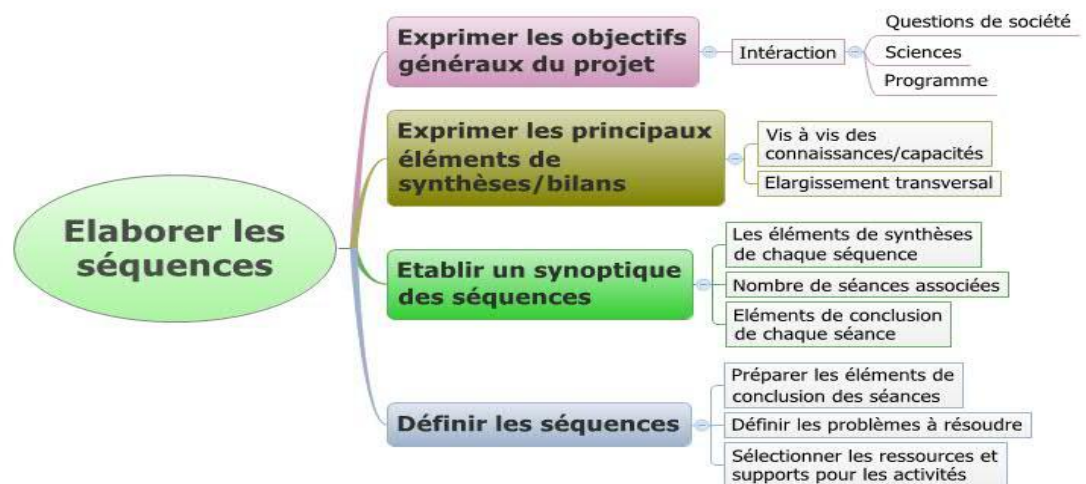 Elaborer les
séquences
Exprimer les objectifs
généraux du projet
Intéraction
Questions de société
Sciences
Programme
Exprimer les principaux
éléments de
synthèses/bilans
Vis à vis des
connaissances/capacités
Elargissement transversal
Etablir un synoptique
des séquences
Les éléments de synthèses
de chaque séquence
Nombre de séances associées
Eléments de conclusion
de chaque séance
Définir les séquences
Préparer les éléments de
conclusion des séances
Définir les problèmes à résoudre
Sélectionner les ressources et
supports pour les activités